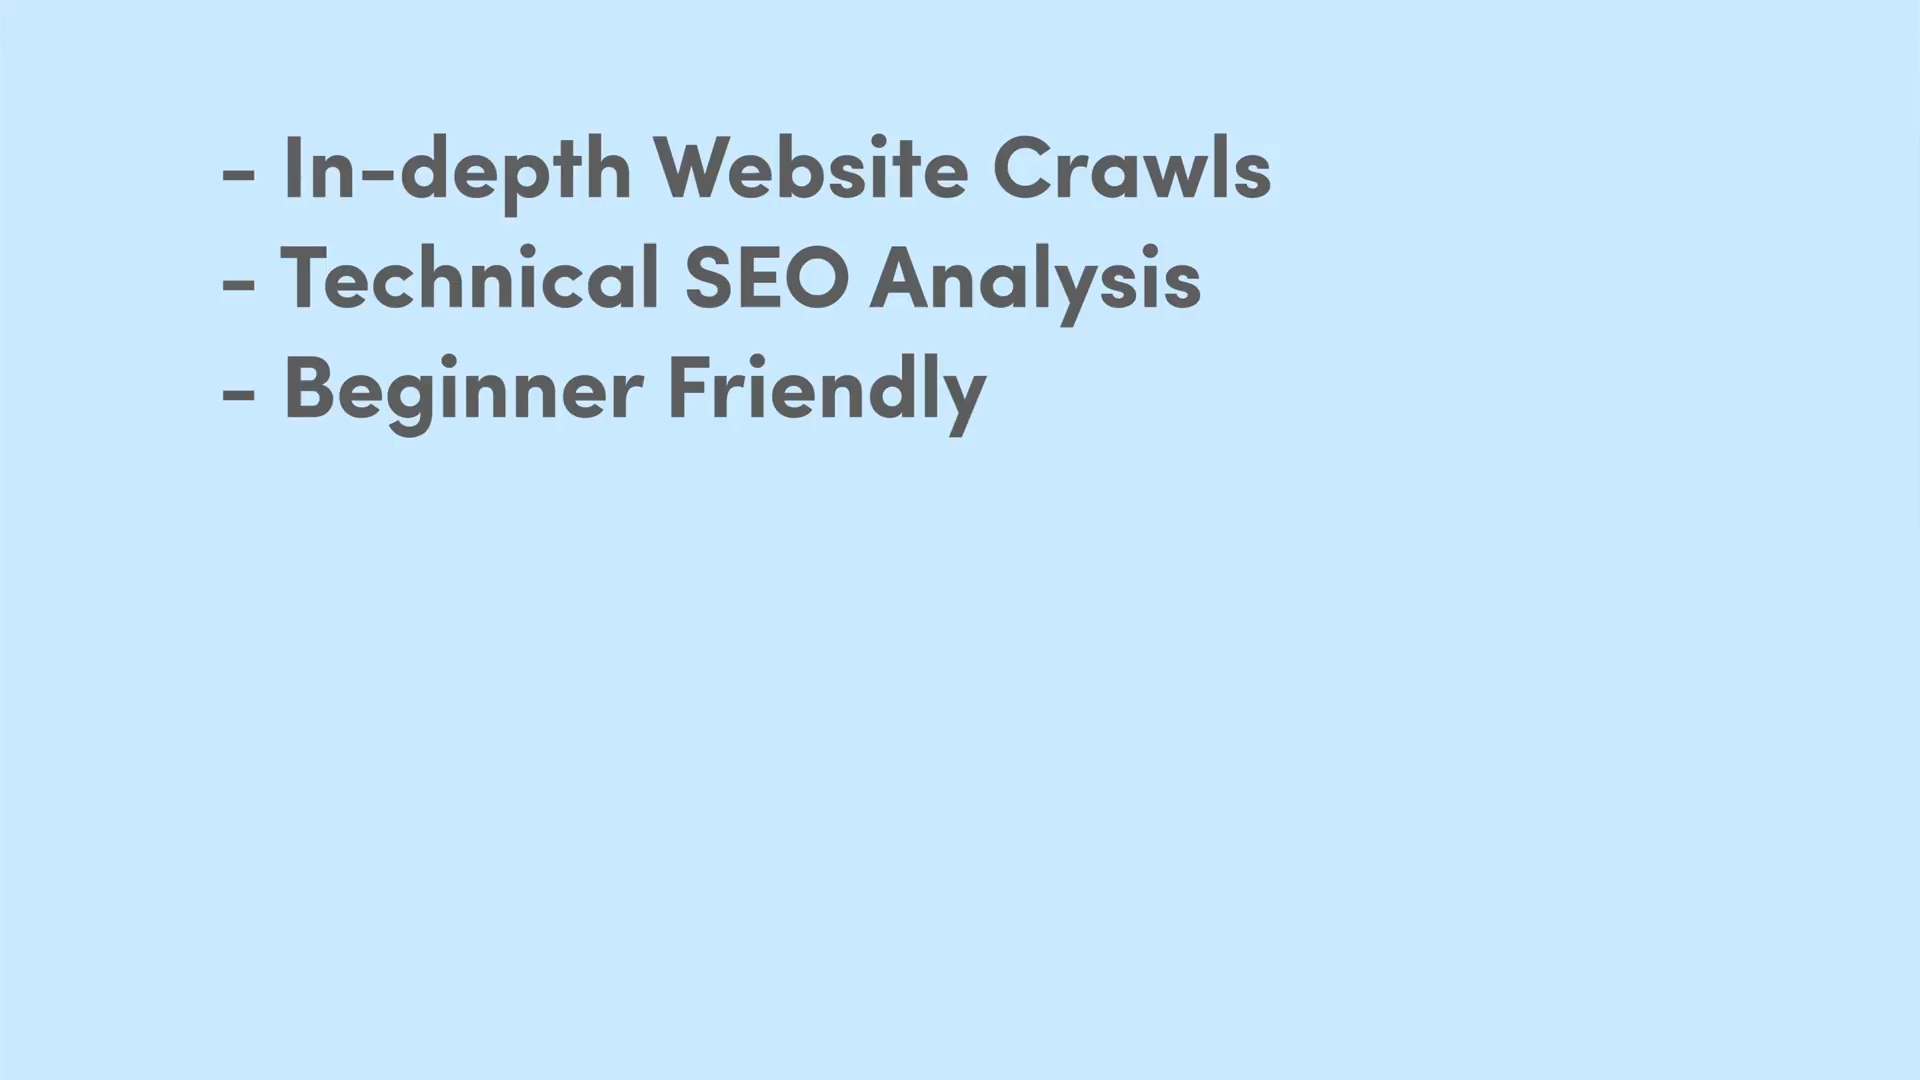 - In-depth Website Crawls
- Technical SEO Analysis
- Beginner Friendly